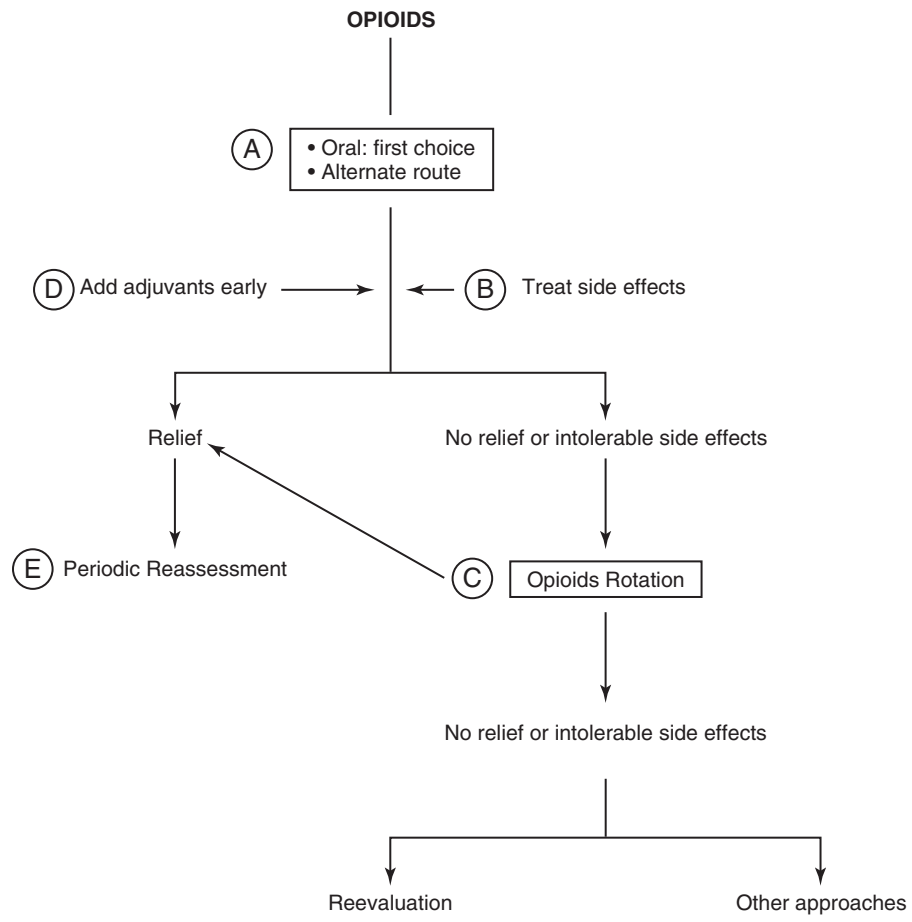 OPIOIDS
A
• Oral: first choice
• Alternate route
D Add adjuvants early
B Treat side effects
Relief
No relief or intolerable side effects
E Periodic Reassessment
C Opioids Rotation
No relief or intolerable side effects
Reevaluation
Other approaches